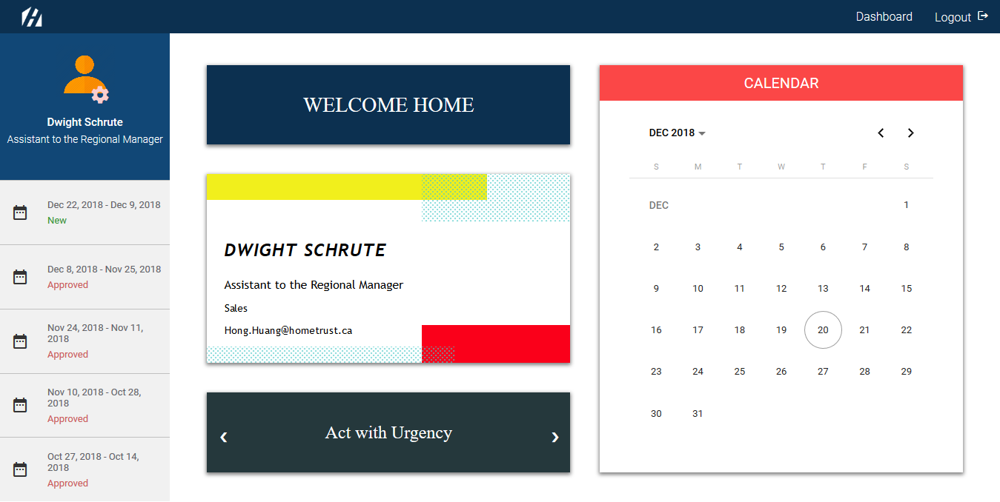 Dashboard Logout
Dwight Schrute
Assistant to the Regional Manager
Dec 22, 2018 - Dec 9, 2018
New
Dec 8, 2018 - Nov 25, 2018
Approved
Nov 24, 2018 - Nov 11,
2018
Approved
Nov 10, 2018 - Oct 28,
2018
Approved
Oct 27, 2018 - Oct 14,
2018
Approved
WELCOME HOME
DWIGHT SCHRUTE
Assistant to the Regional Manager
Sales
Hong.Huang@hometrust.ca
Act with Urgency
CALENDAR
DEC 2018
S M T W T F S
DEC 1
2 3 4 5 6 7 8
9 10 11 12 13 14 15
16 17 18 19 20 21 22
23 24 25 26 27 28 29
30 31